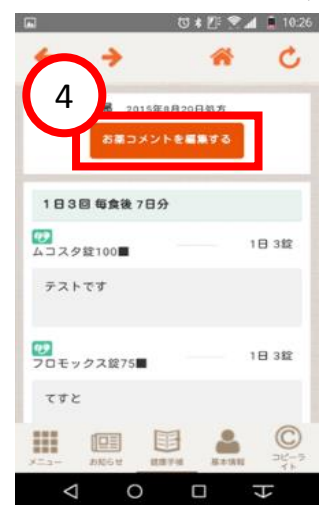 10:26
4
2015年8月20日処方
お薬コメントを編集する
1日3回 毎食後 7日分
ムコスタ錠100■
1日 3錠
テストです
フロモックス錠75■
1日 3錠
てすと
メニュー
お知らせ
健康手帳
基本情報
コピーライト